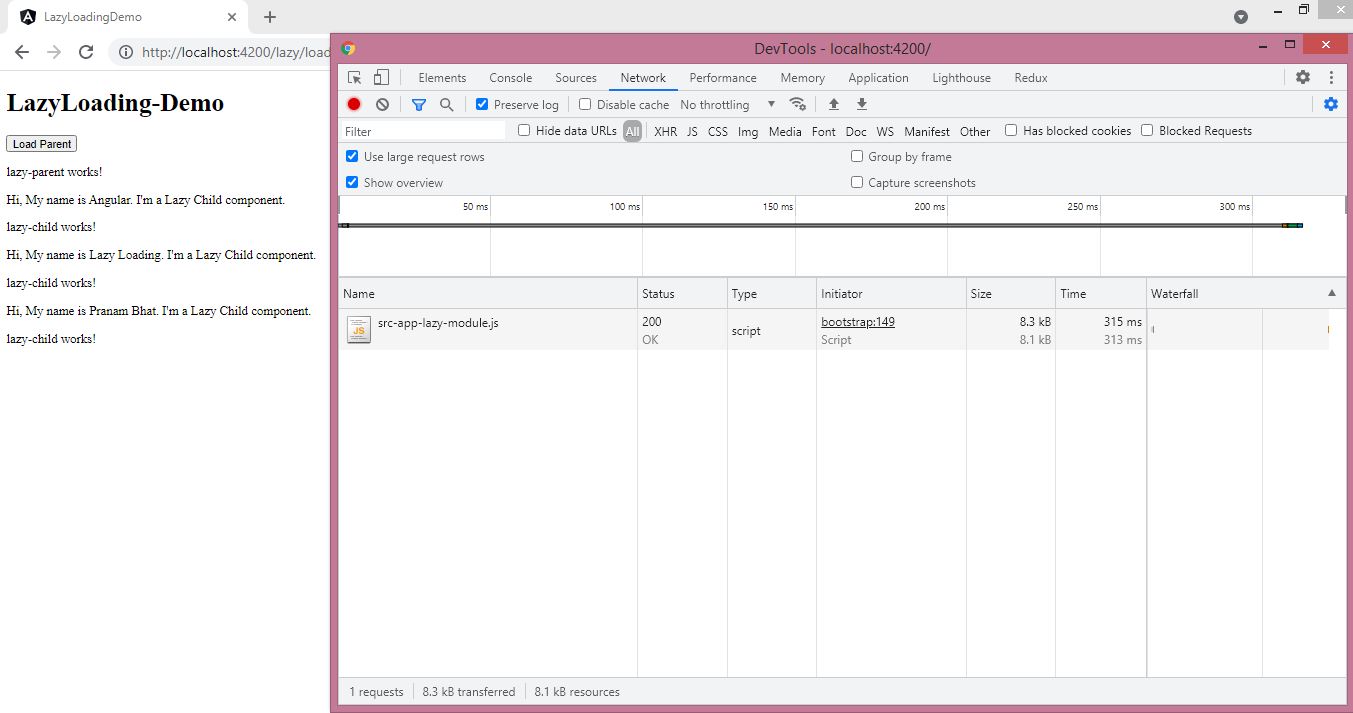 LazyLoadingDemo
http://localhost:4200/lazy/load
LazyLoading-Demo
Load Parent
lazy-parent works!
Hi, My name is Angular. I'm a Lazy Child component.
lazy-child works!
Hi, My name is Lazy Loading. I'm a Lazy Child component.
lazy-child works!
Hi, My name is Pranam Bhat. I'm a Lazy Child component.
lazy-child works!
DevTools - localhost:4200/
Elements Console Sources Network Performance Memory Application Lighthouse Redux
Preserve log Disable cache No throttling
Filter Hide data URLs All XHR JS CSS Img Media Font Doc WS Manifest Other Has blocked cookies Blocked Requests
Use large request rows Group by frame
Show overview Capture screenshots
50 ms 100 ms 150 ms 200 ms 250 ms 300 ms
Name Status Type Initiator Size Time Waterfall
JS src-app-lazy-module.js 200 script bootstrap:149 8.3 kB 315 ms
OK Script 8.1 kB 313 ms
1 requests 8.3 kB transferred 8.1 kB resources